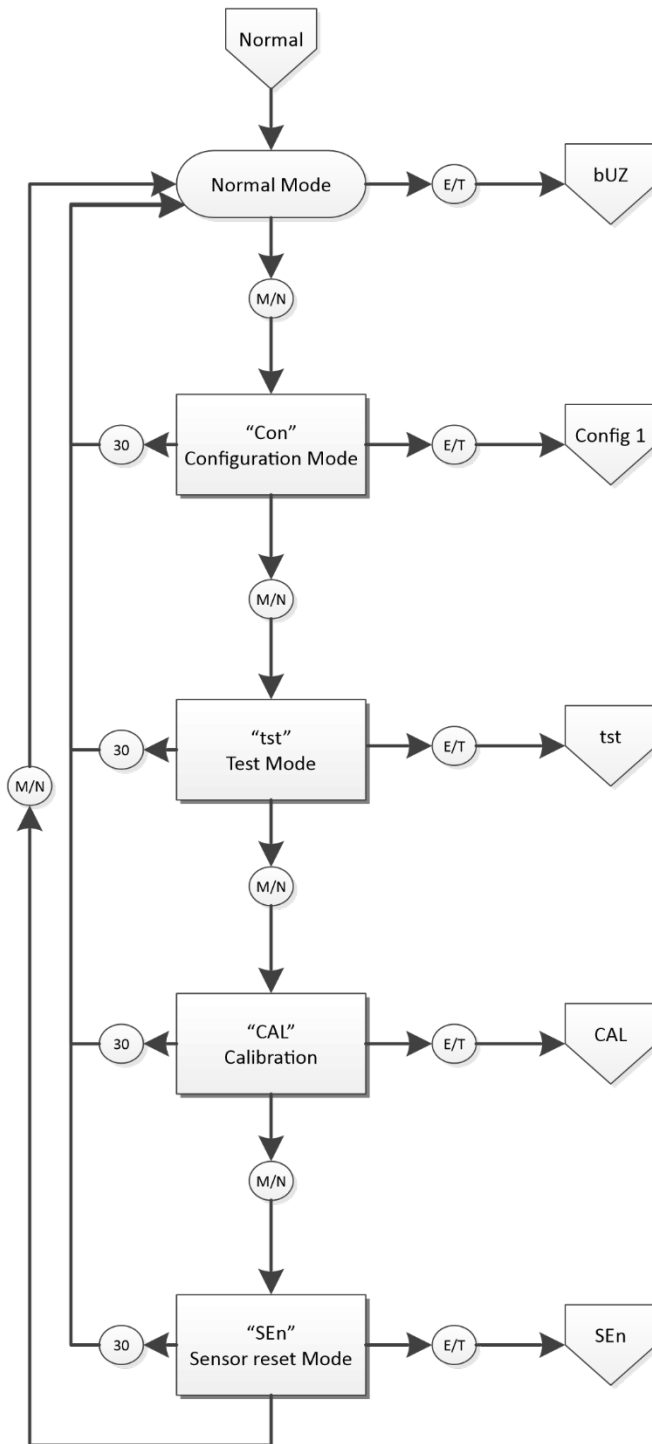 Normal
Normal Mode
E/T
bUZ
M/N
30
“Con”
Configuration Mode
E/T
Config 1
M/N
30
“tst”
Test Mode
E/T
tst
M/N
M/N
30
“CAL”
Calibration
E/T
CAL
M/N
30
“SEn”
Sensor reset Mode
E/T
SEn